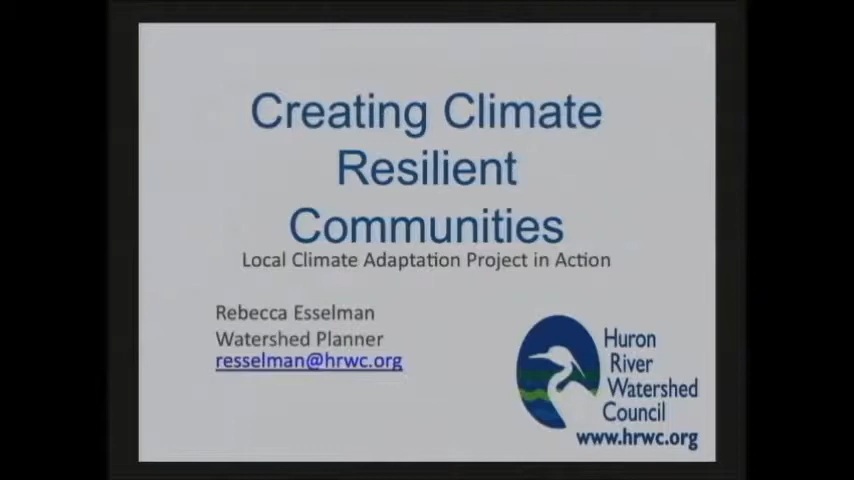 Creating Climate
Resilient
Communities
Local Climate Adaptation Project in Action
Rebecca Esselman
Watershed Planner
resselman@hrwc.org
Huron
River
Watershed
Council
www.hrwc.org